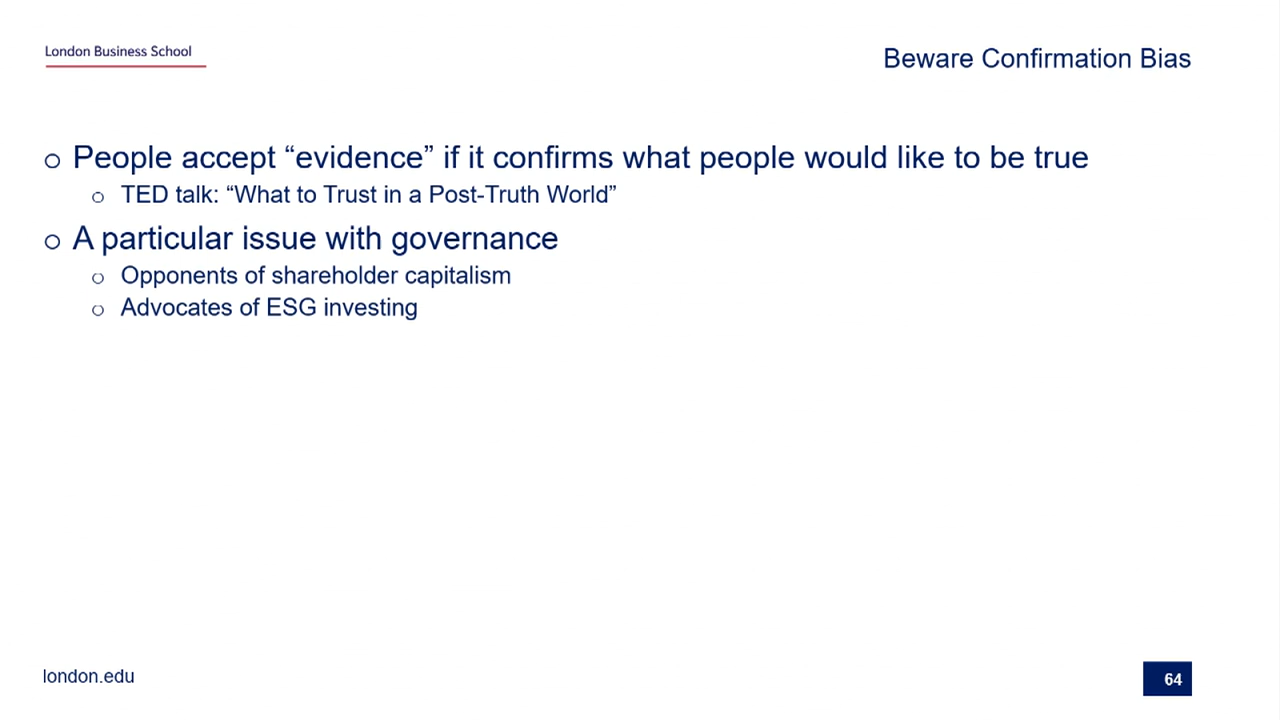 London Business School
Beware Confirmation Bias
o People accept “evidence” if it confirms what people would like to be true
o TED talk: “What to Trust in a Post-Truth World”
o A particular issue with governance
o Opponents of shareholder capitalism
o Advocates of ESG investing
london.edu
64